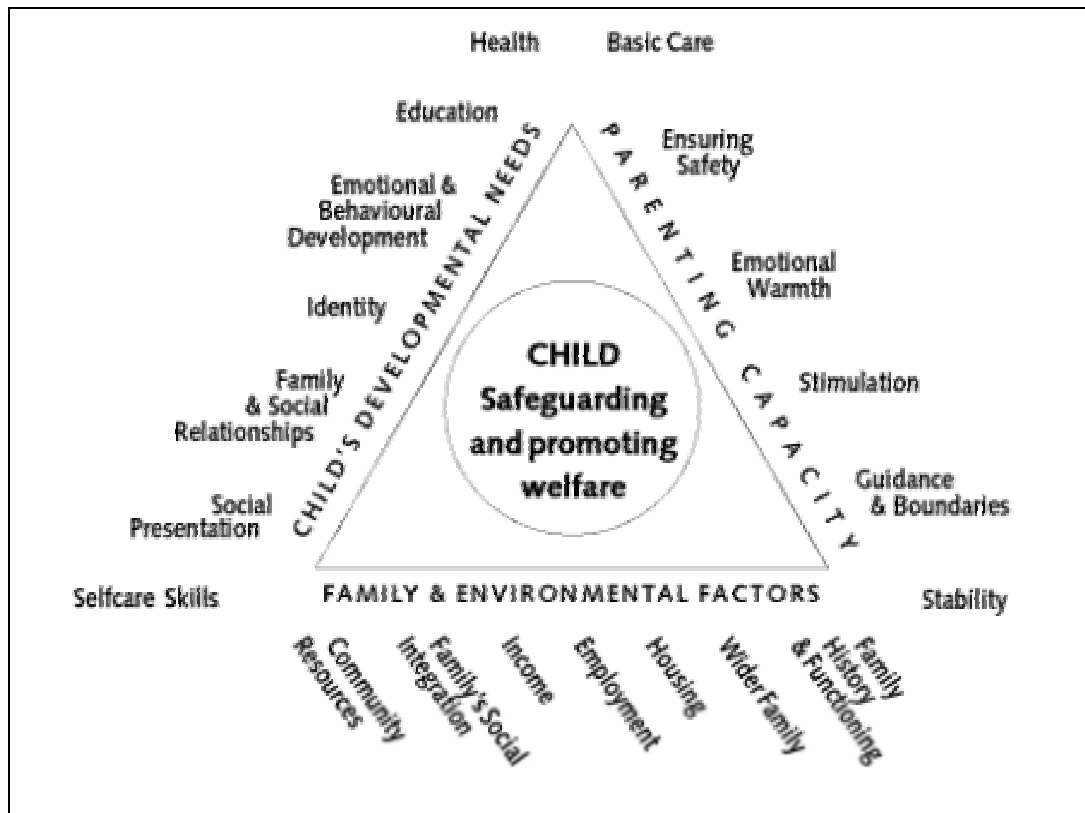 Health
Basic Care
Education
Ensuring
Safety
Emotional &
Behavioural
Development
Emotional
Warmth
Identity
Stimulation
Family
& Social
Relationships
Guidance
& Boundaries
Social
Presentation
Selfcare Skills
Stability
CHILD'S DEVELOPMENTAL NEEDS
PARENTING CAPACITY
CHILD
Safeguarding
and promoting
welfare
FAMILY & ENVIRONMENTAL FACTORS
Community
Resources
Family's Social
Integration
Income
Employment
Housing
Wider Family
Family
History
& Functioning